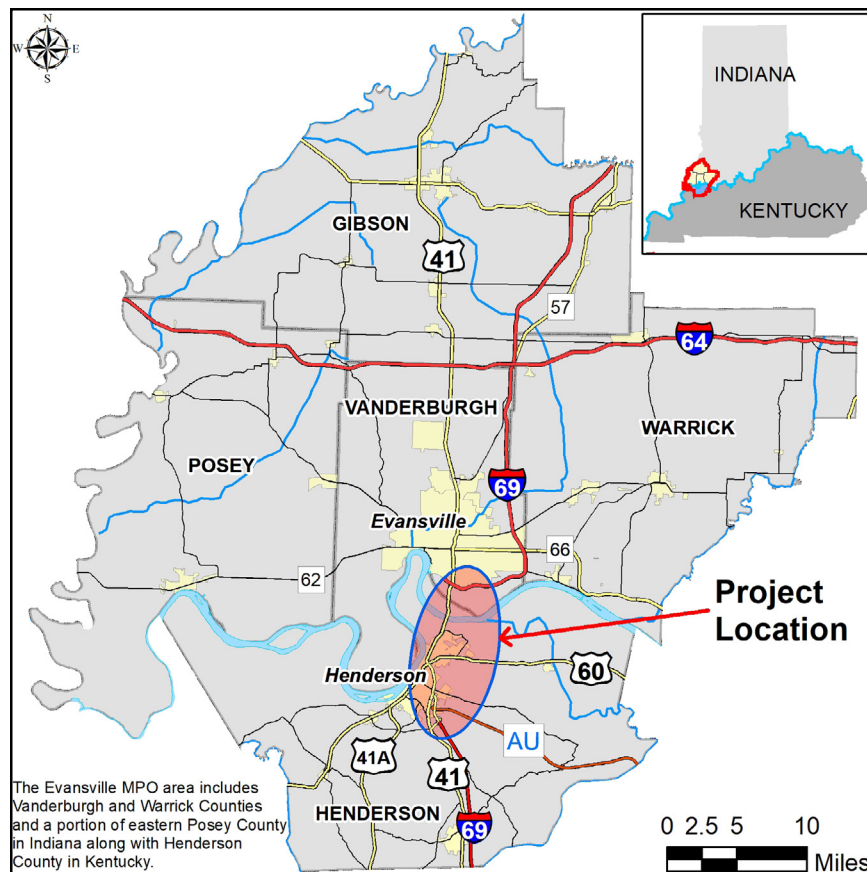 N
W
E
S
INDIANA
KENTUCKY
GIBSON
41
57
64
VANDERBURGH
WARRICK
POSEY
69
Evansville
66
62
Project
Location
Henderson
60
AU
41A
41
HENDERSON
69
The Evansville MPO area includes
Vanderburgh and Warrick Counties
and a portion of eastern Posey County
in Indiana along with Henderson
County in Kentucky.
0 2.5 5 10
Miles